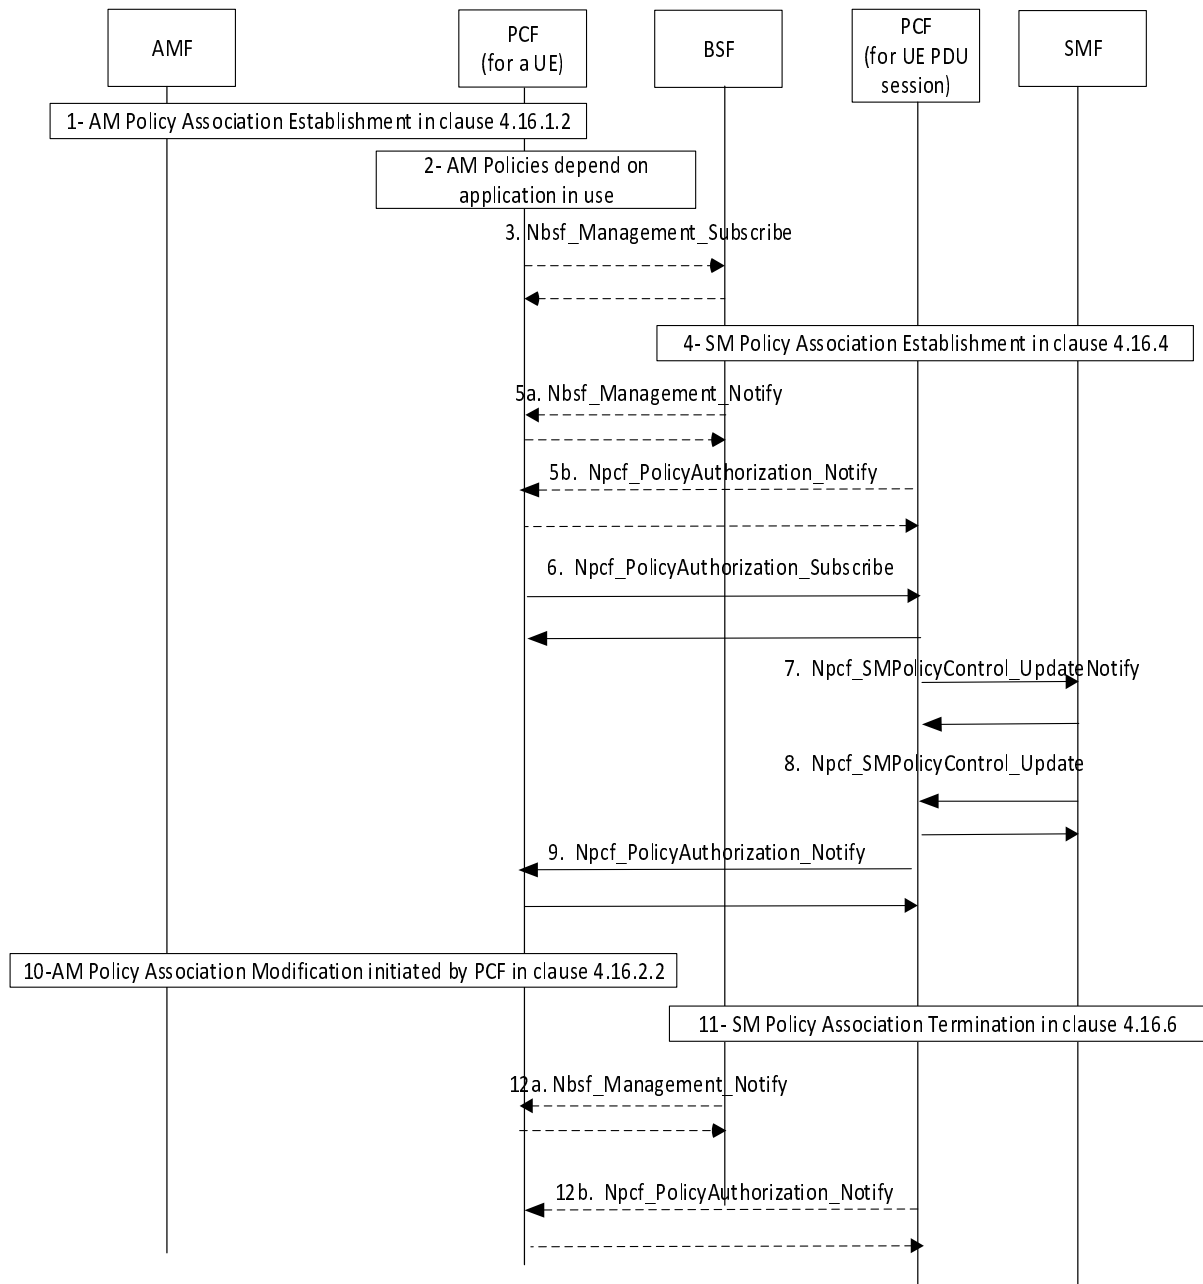 AMF
PCF
(for a UE)
BSF
PCF
(for UE PDU
session)
SMF
1- AM Policy Association Establishment in clause 4.16.1.2
2- AM Policies depend on
application in use
3. Nbsf_Management_Subscribe
4- SM Policy Association Establishment in clause 4.16.4
5a. Nbsf_Management_Notify
5b. Npcf_PolicyAuthorization_Notify
6. Npcf_PolicyAuthorization_Subscribe
7. Npcf_SMPolicyControl_UpdateNotify
8. Npcf_SMPolicyControl_Update
9. Npcf_PolicyAuthorization_Notify
10-AM Policy Association Modification initiated by PCF in clause 4.16.2.2
11- SM Policy Association Termination in clause 4.16.6
12a. Nbsf_Management_Notify
12b. Npcf_PolicyAuthorization_Notify